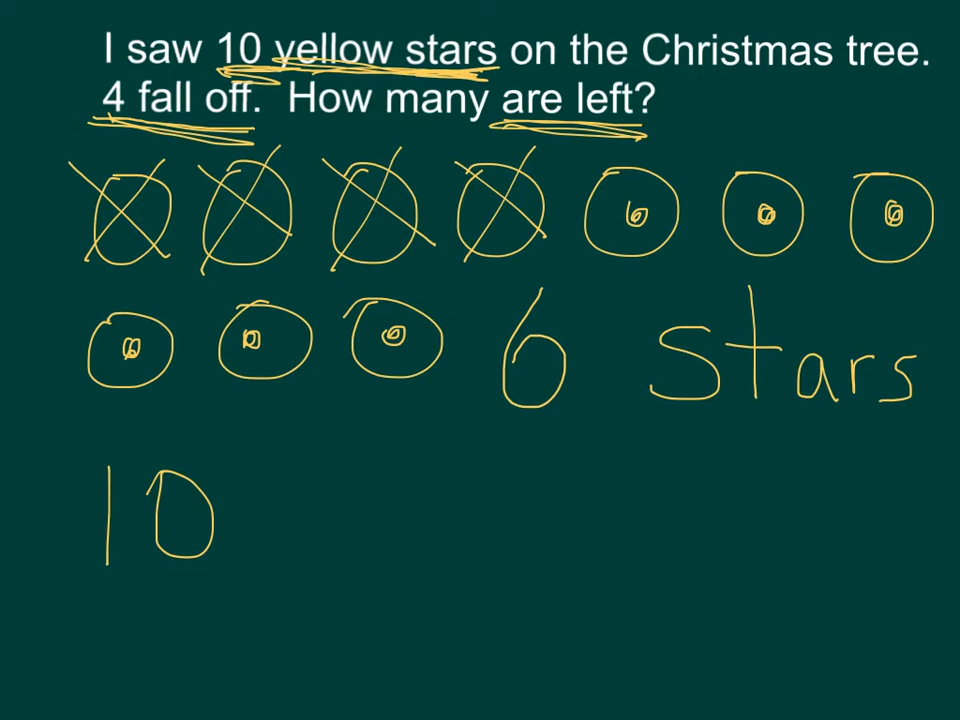 I saw 10 yellow stars on the Christmas tree.
4 fall off. How many are left?
6 Stars
10